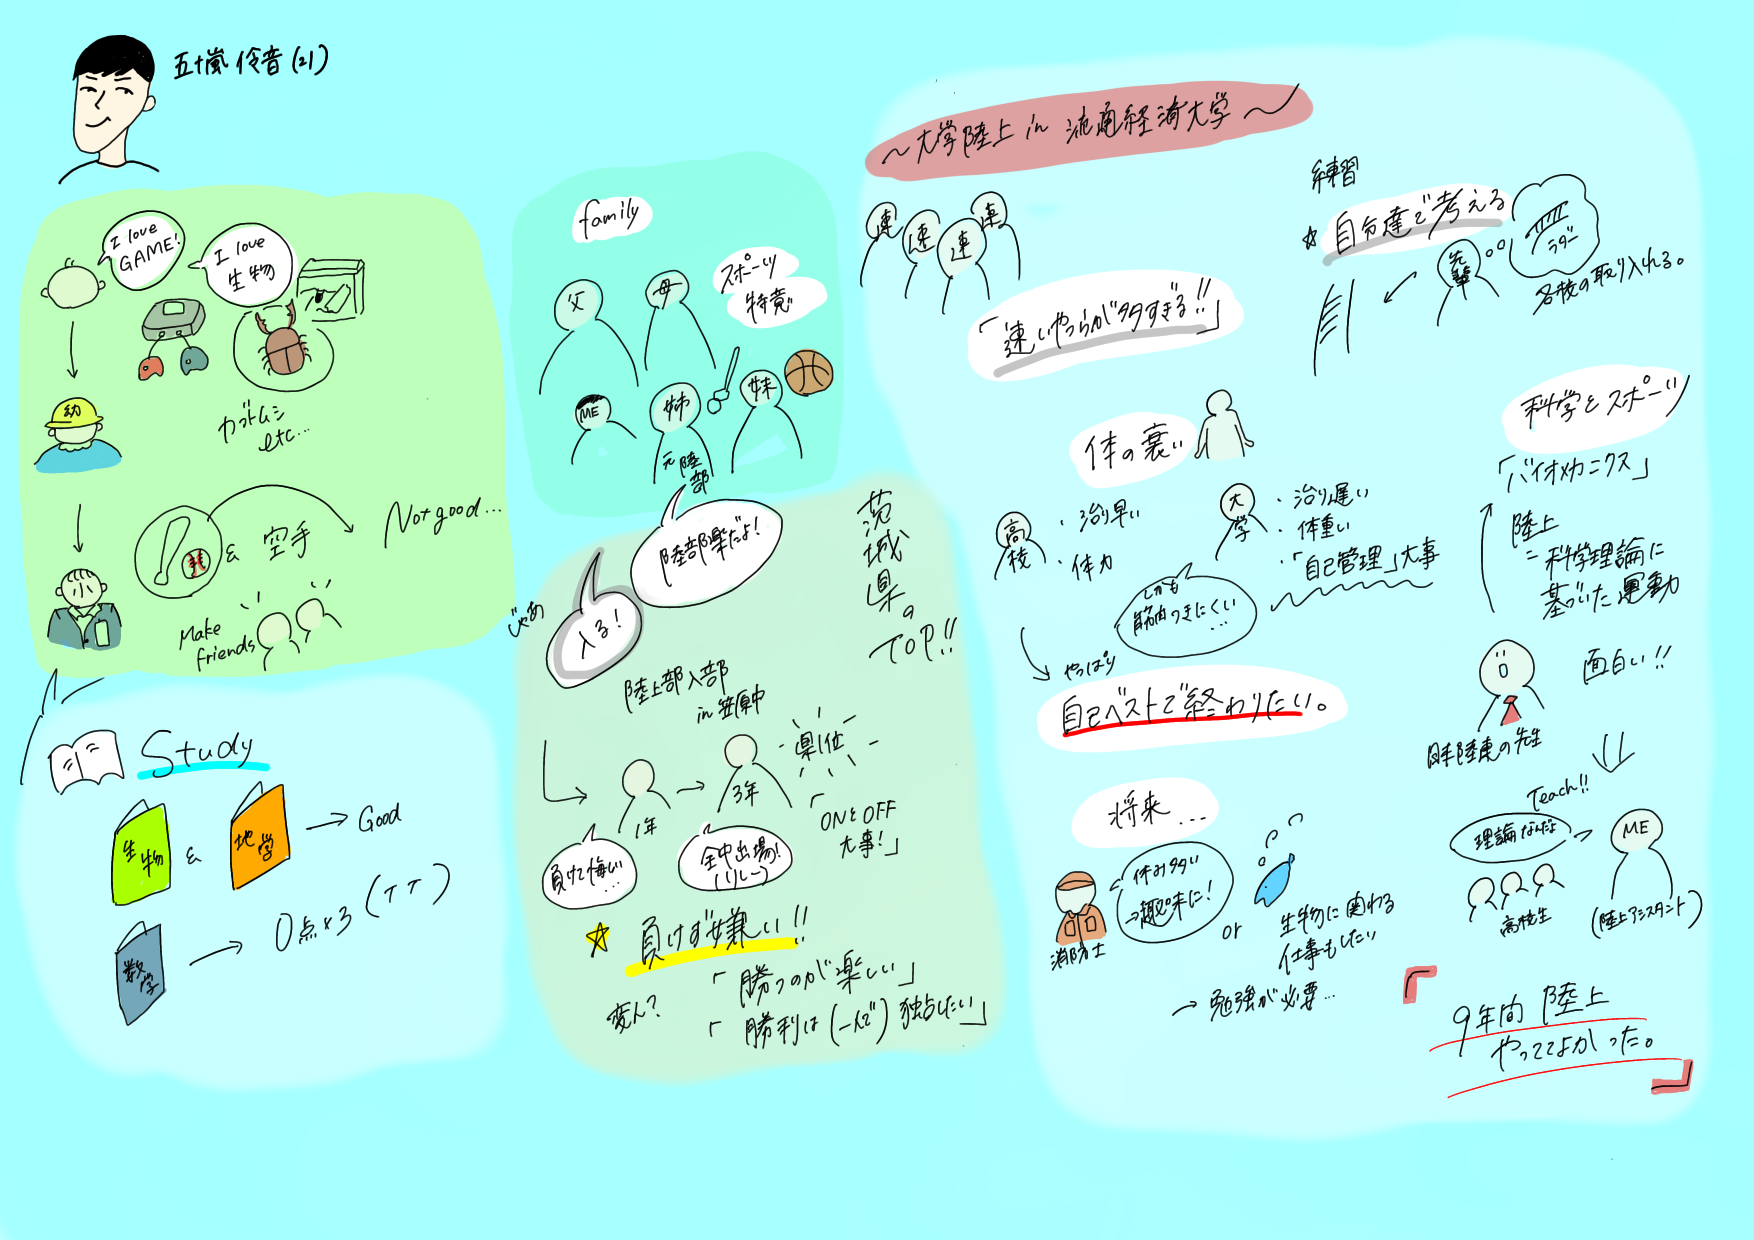 五十嵐 伶音 (21)
I love
GAME!
I love
生物
カブトムシ
etc...
幼
小
&
空手
Not good...
Make
friends
Study
生物
&
地学
Good
数学
0点×3 (TT)
family
スポーツ
特意
父
母
ME
姉
妹
元陸部
陸部楽だよ!
じゃあ
入る!
茨城県の
TOP!!
陸上部入部
in 笠原中
1年
3年
県1位
負けて悔しい
...
全中出場!
(リレー)
「ONとOFF
大事!」
負けず嫌い!!
変人?
「勝つのが楽しい」
「勝利は(一人で)独占したい」
~大学陸上 in 流通経済大学~
速
速
速
速
「速いやつらが多すぎる!!」
体の衰い
高校
・治り早い
・体力
大学
・治り遅い
・体重い
・「自己管理」大事
しかも
筋肉つきにくい
...
やっぱり
自己ベストで終わりたい。
将来...
消防士
休み多い
→趣味に!
or
生物に関わる
仕事もしたい
→ 勉強が必要...
練習
☆ 自分達で考える
先輩
ラダー
各校の取り入れる。
科学とスポーツ
「バイオメカニクス」
陸上
=科学理論に
基づいた運動
面白い!!
の先生
Teach!!
理論なんだよ
高校生
ME
(陸上アシスタント)
『9年間 陸上
やっててよかった。』